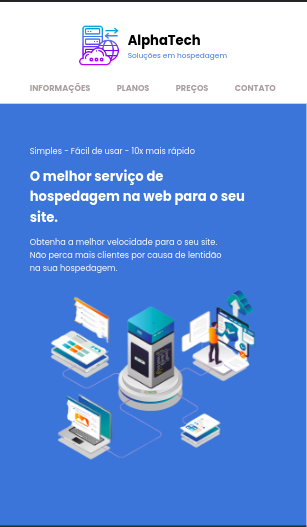 AlphaTech
Soluções em hospedagem
INFORMAÇÕES PLANOS PREÇOS CONTATO
Simples - Fácil de usar - 10x mais rápido
O melhor serviço de
hospedagem na web para o seu
site.
Obtenha a melhor velocidade para o seu site.
Não perca mais clientes por causa de lentidão
na sua hospedagem.